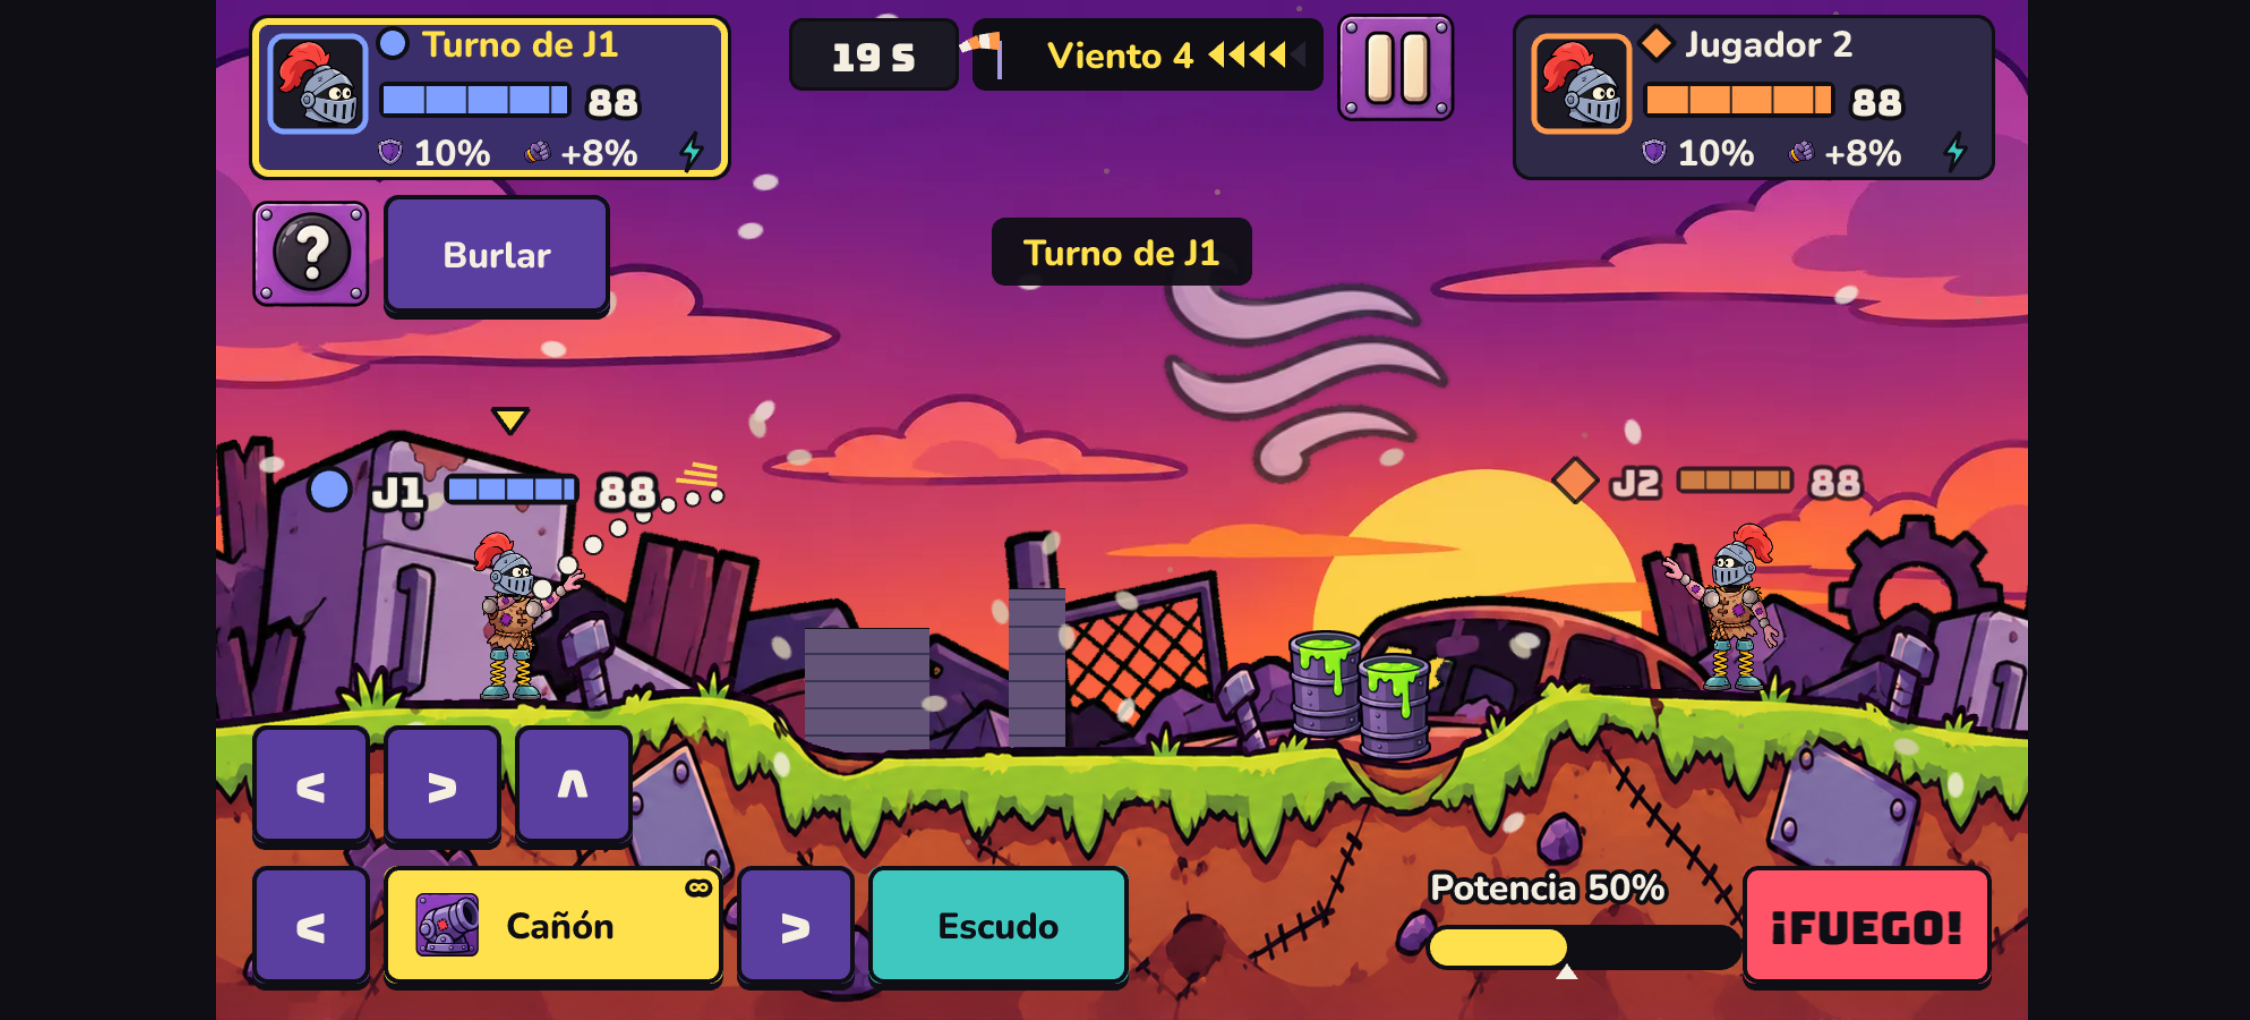 Turno de J1
88
10% +8%
19 S
Viento 4
Jugador 2
88
10% +8%
?
Burlar
Turno de J1
J1 88
J2 88
< > ^
<
Cañón ∞
>
Escudo
Potencia 50%
¡FUEGO!